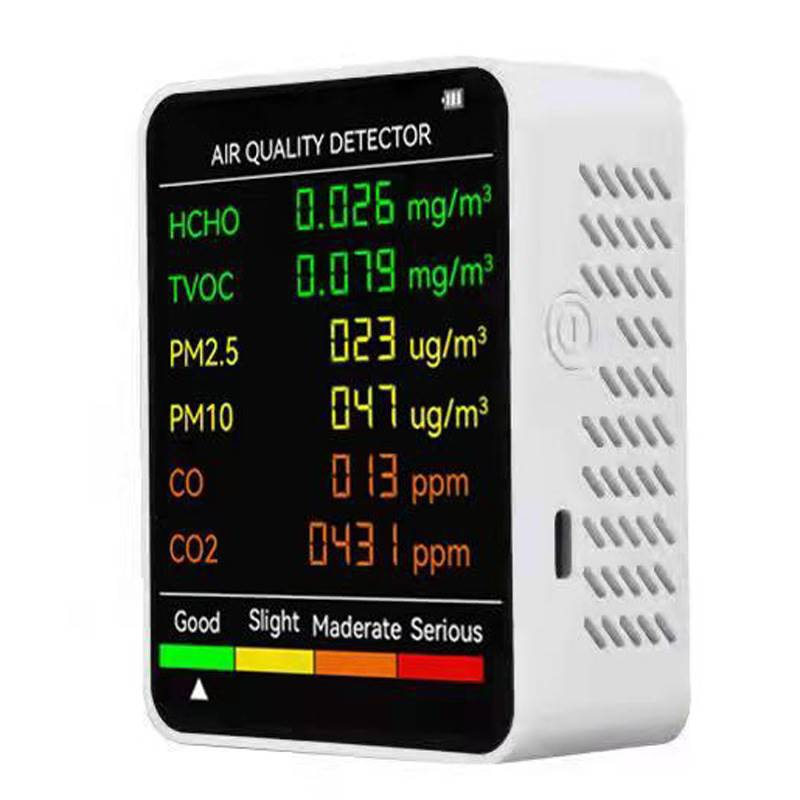 AIR QUALITY DETECTOR
HCHO 0.026 mg/m³
TVOC 0.079 mg/m³
PM2.5 023 ug/m³
PM10 047 ug/m³
CO 013 ppm
CO2 0431 ppm
Good Slight Maderate Serious